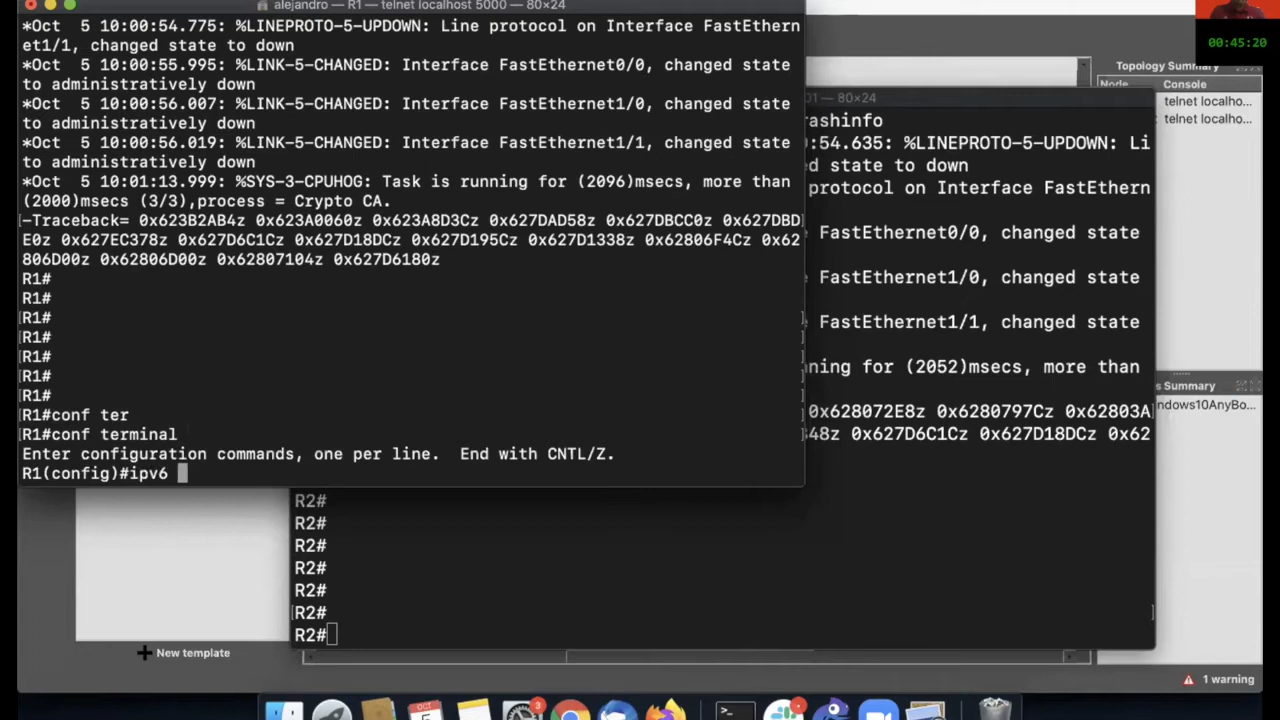 alejandro — R1 — telnet localhost 5000 — 80×24
*Oct  5 10:00:54.775: %LINEPROTO-5-UPDOWN: Line protocol on Interface FastEthern
et1/1, changed state to down
*Oct  5 10:00:55.995: %LINK-5-CHANGED: Interface FastEthernet0/0, changed state
to administratively down
*Oct  5 10:00:56.007: %LINK-5-CHANGED: Interface FastEthernet1/0, changed state
to administratively down
*Oct  5 10:00:56.019: %LINK-5-CHANGED: Interface FastEthernet1/1, changed state
to administratively down
*Oct  5 10:01:13.999: %SYS-3-CPUHOG: Task is running for (2096)msecs, more than
(2000)msecs (3/3),process = Crypto CA.
-Traceback= 0x623B2AB4z 0x623A0060z 0x623A8D3Cz 0x627DAD58z 0x627DBCC0z 0x627DBD
E0z 0x627EC378z 0x627D6C1Cz 0x627D18DCz 0x627D195Cz 0x627D1338z 0x62806F4Cz 0x62
806D00z 0x62806D00z 0x62807104z 0x627D6180z
R1#
R1#
R1#
R1#
R1#
R1#
R1#
R1#conf ter
R1#conf terminal
Enter configuration commands, one per line.  End with CNTL/Z.
R1(config)#ipv6
— 80×24
rashinfo
:54.635: %LINEPROTO-5-UPDOWN: Li
d state to down
protocol on Interface FastEthern
FastEthernet0/0, changed state
FastEthernet1/0, changed state
FastEthernet1/1, changed state
ning for (2052)msecs, more than
0x628072E8z 0x6280797Cz 0x62803A
48z 0x627D6C1Cz 0x627D18DCz 0x62
R2#
R2#
R2#
R2#
R2#
R2#
R2#
00:45:20
Topology Summary
Node Console
telnet localho...
telnet localho...
s Summary
ndows10AnyBo...
New template
1 warning
OCT
5
3